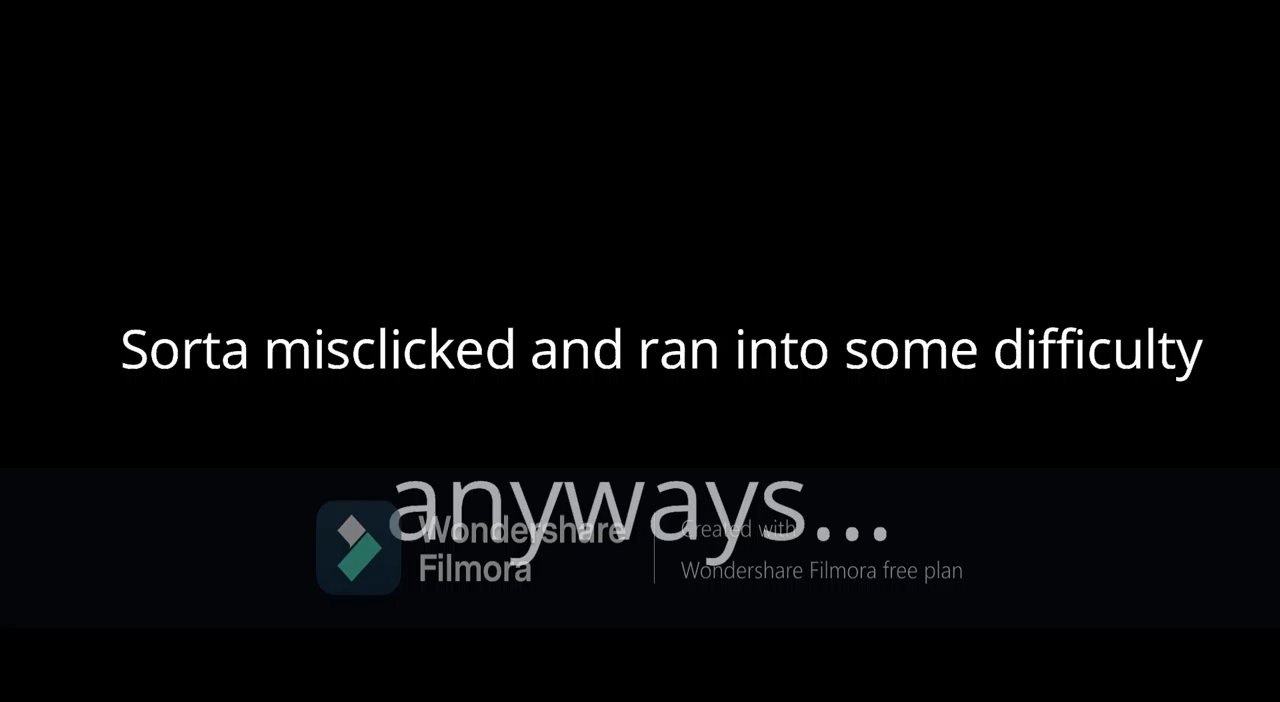 Sorta misclicked and ran into some difficulty
anyways...
Wondershare
Filmora
Created with
Wondershare Filmora free plan